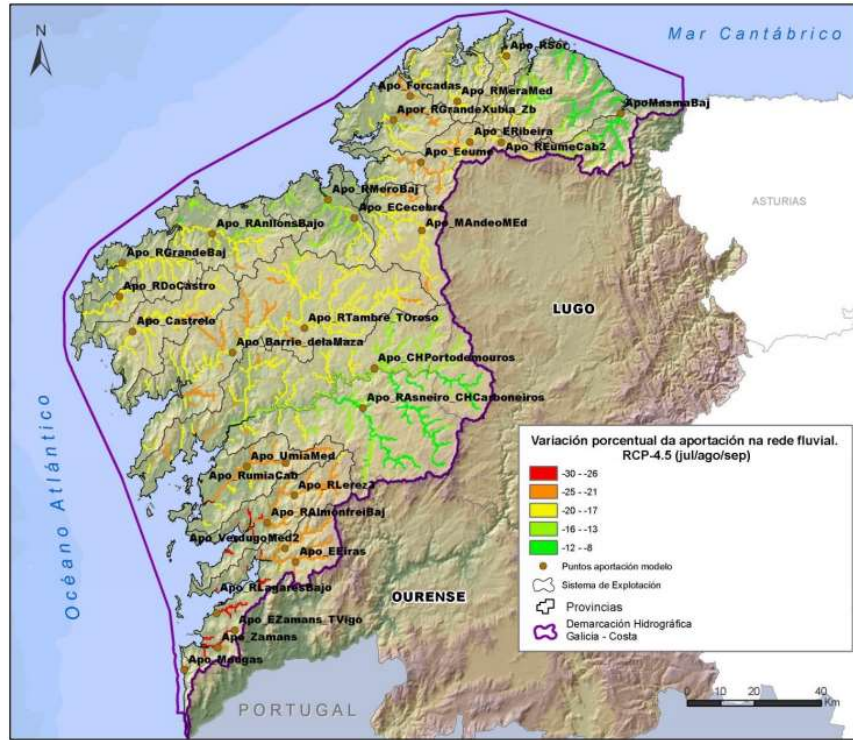 N
Mar Cantábrico
Apo_RSor
Apo_Forcadas
Apo_RMeraMed
Apor_RGrandeXubia_Zb
ApoMasmaBaj
Apo_ERibeira
Apo_Eeume
Apo_REumeCab2
Apo_RMeroBaj
ASTURIAS
Apo_ECecebre
Apo_RAnllonsBajo
Apo_MAndeoMEd
Apo_RGrandeBaj
Apo_RDoCastro
LUGO
Apo_Castrelo
Apo_RTambre_TOroso
Apo_Barrie_delaMaza
Apo_CHPortodemouros
Apo_RAsneiro_CHCarboneiros
Océano Atlántico
Apo_UmiaMed
Apo_RumiaCab
Apo_RLerez3
Apo_RAlmonfreiBaj
Apo_VerdugoMed2
Apo_EEiras
Apo_RLagaresBajo
OURENSE
Apo_EZamans_TVigo
Apo_Zamans
Apo_Mougas
PORTUGAL
Variación porcentual da aportación na rede fluvial.
RCP-4.5 (jul/ago/sep)
-30 - -26
-25 - -21
-20 - -17
-16 - -13
-12 - -8
Puntos aportación modelo
Sistema de Explotación
Provincias
Demarcación Hidrográfica
Galicia - Costa
0 10 20 40
Km